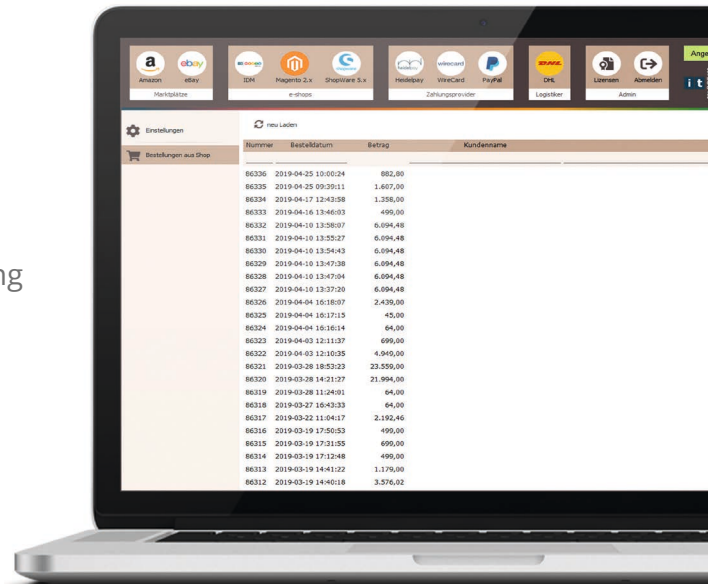 ng
a ebay
Amazon eBay
Marktplätze
IDM Magento 2.x ShopWare 5.x
e-shops
wirecard
Heidelpay WireCard PayPal
Zahlungsprovider
DHL
DHL
Logistiker
Lizensen Abmelden
Admin
Ange
it
Einstellungen
Bestellungen aus Shop
neu Laden
Nummer Bestelldatum Betrag Kundenname
86336 2019-04-25 10:00:24 882,80
86335 2019-04-25 09:39:11 1.607,00
86334 2019-04-17 12:43:58 1.358,00
86333 2019-04-16 13:46:03 499,00
86332 2019-04-10 13:58:07 6.094,48
86331 2019-04-10 13:55:27 6.094,48
86330 2019-04-10 13:54:43 6.094,48
86329 2019-04-10 13:47:38 6.094,48
86328 2019-04-10 13:47:04 6.094,48
86327 2019-04-10 13:37:20 6.094,48
86326 2019-04-04 16:18:07 2.439,00
86325 2019-04-04 16:17:15 45,00
86324 2019-04-04 16:16:14 64,00
86323 2019-04-03 12:11:37 699,00
86322 2019-04-03 12:10:35 4.949,00
86321 2019-03-28 18:53:23 23.559,00
86320 2019-03-28 14:21:27 21.994,00
86319 2019-03-28 11:24:01 64,00
86318 2019-03-27 16:43:33 64,00
86317 2019-03-22 11:04:17 2.192,46
86316 2019-03-19 17:50:53 499,00
86315 2019-03-19 17:31:55 699,00
86314 2019-03-19 17:12:48 499,00
86313 2019-03-19 14:41:22 1.179,00
86312 2019-03-19 14:40:18 3.576,02